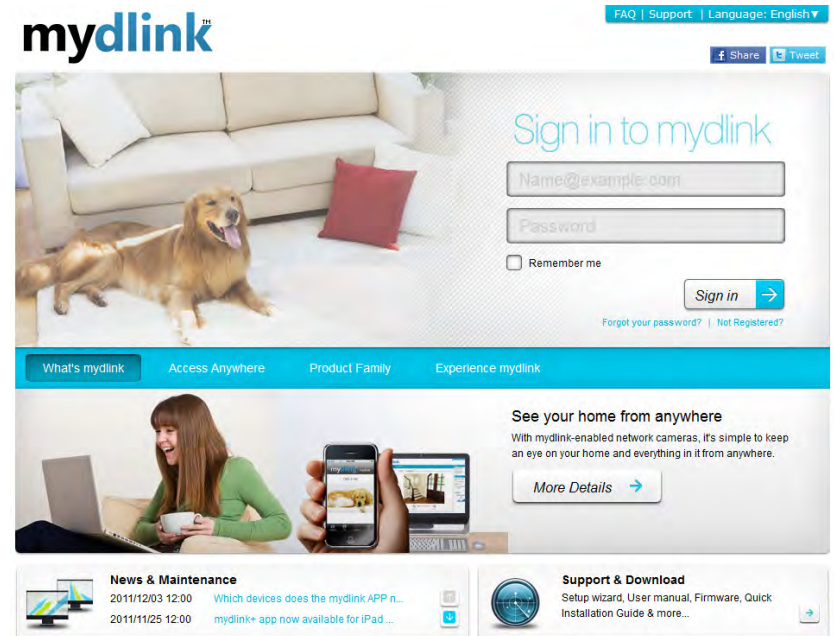 mydlink™
FAQ | Support | Language: English▼
Share
Tweet
Sign in to mydlink
Name@example.com
Password
Remember me
Sign in
Forgot your password? | Not Registered?
What's mydlink
Access Anywhere
Product Family
Experience mydlink
See your home from anywhere
With mydlink-enabled network cameras, it's simple to keep
an eye on your home and everything in it from anywhere.
More Details
News & Maintenance
2011/12/03 12:00 Which devices does the mydlink APP n...
2011/11/25 12:00 mydlink+ app now available for iPad ...
Support & Download
Setup wizard, User manual, Firmware, Quick
Installation Guide & more...